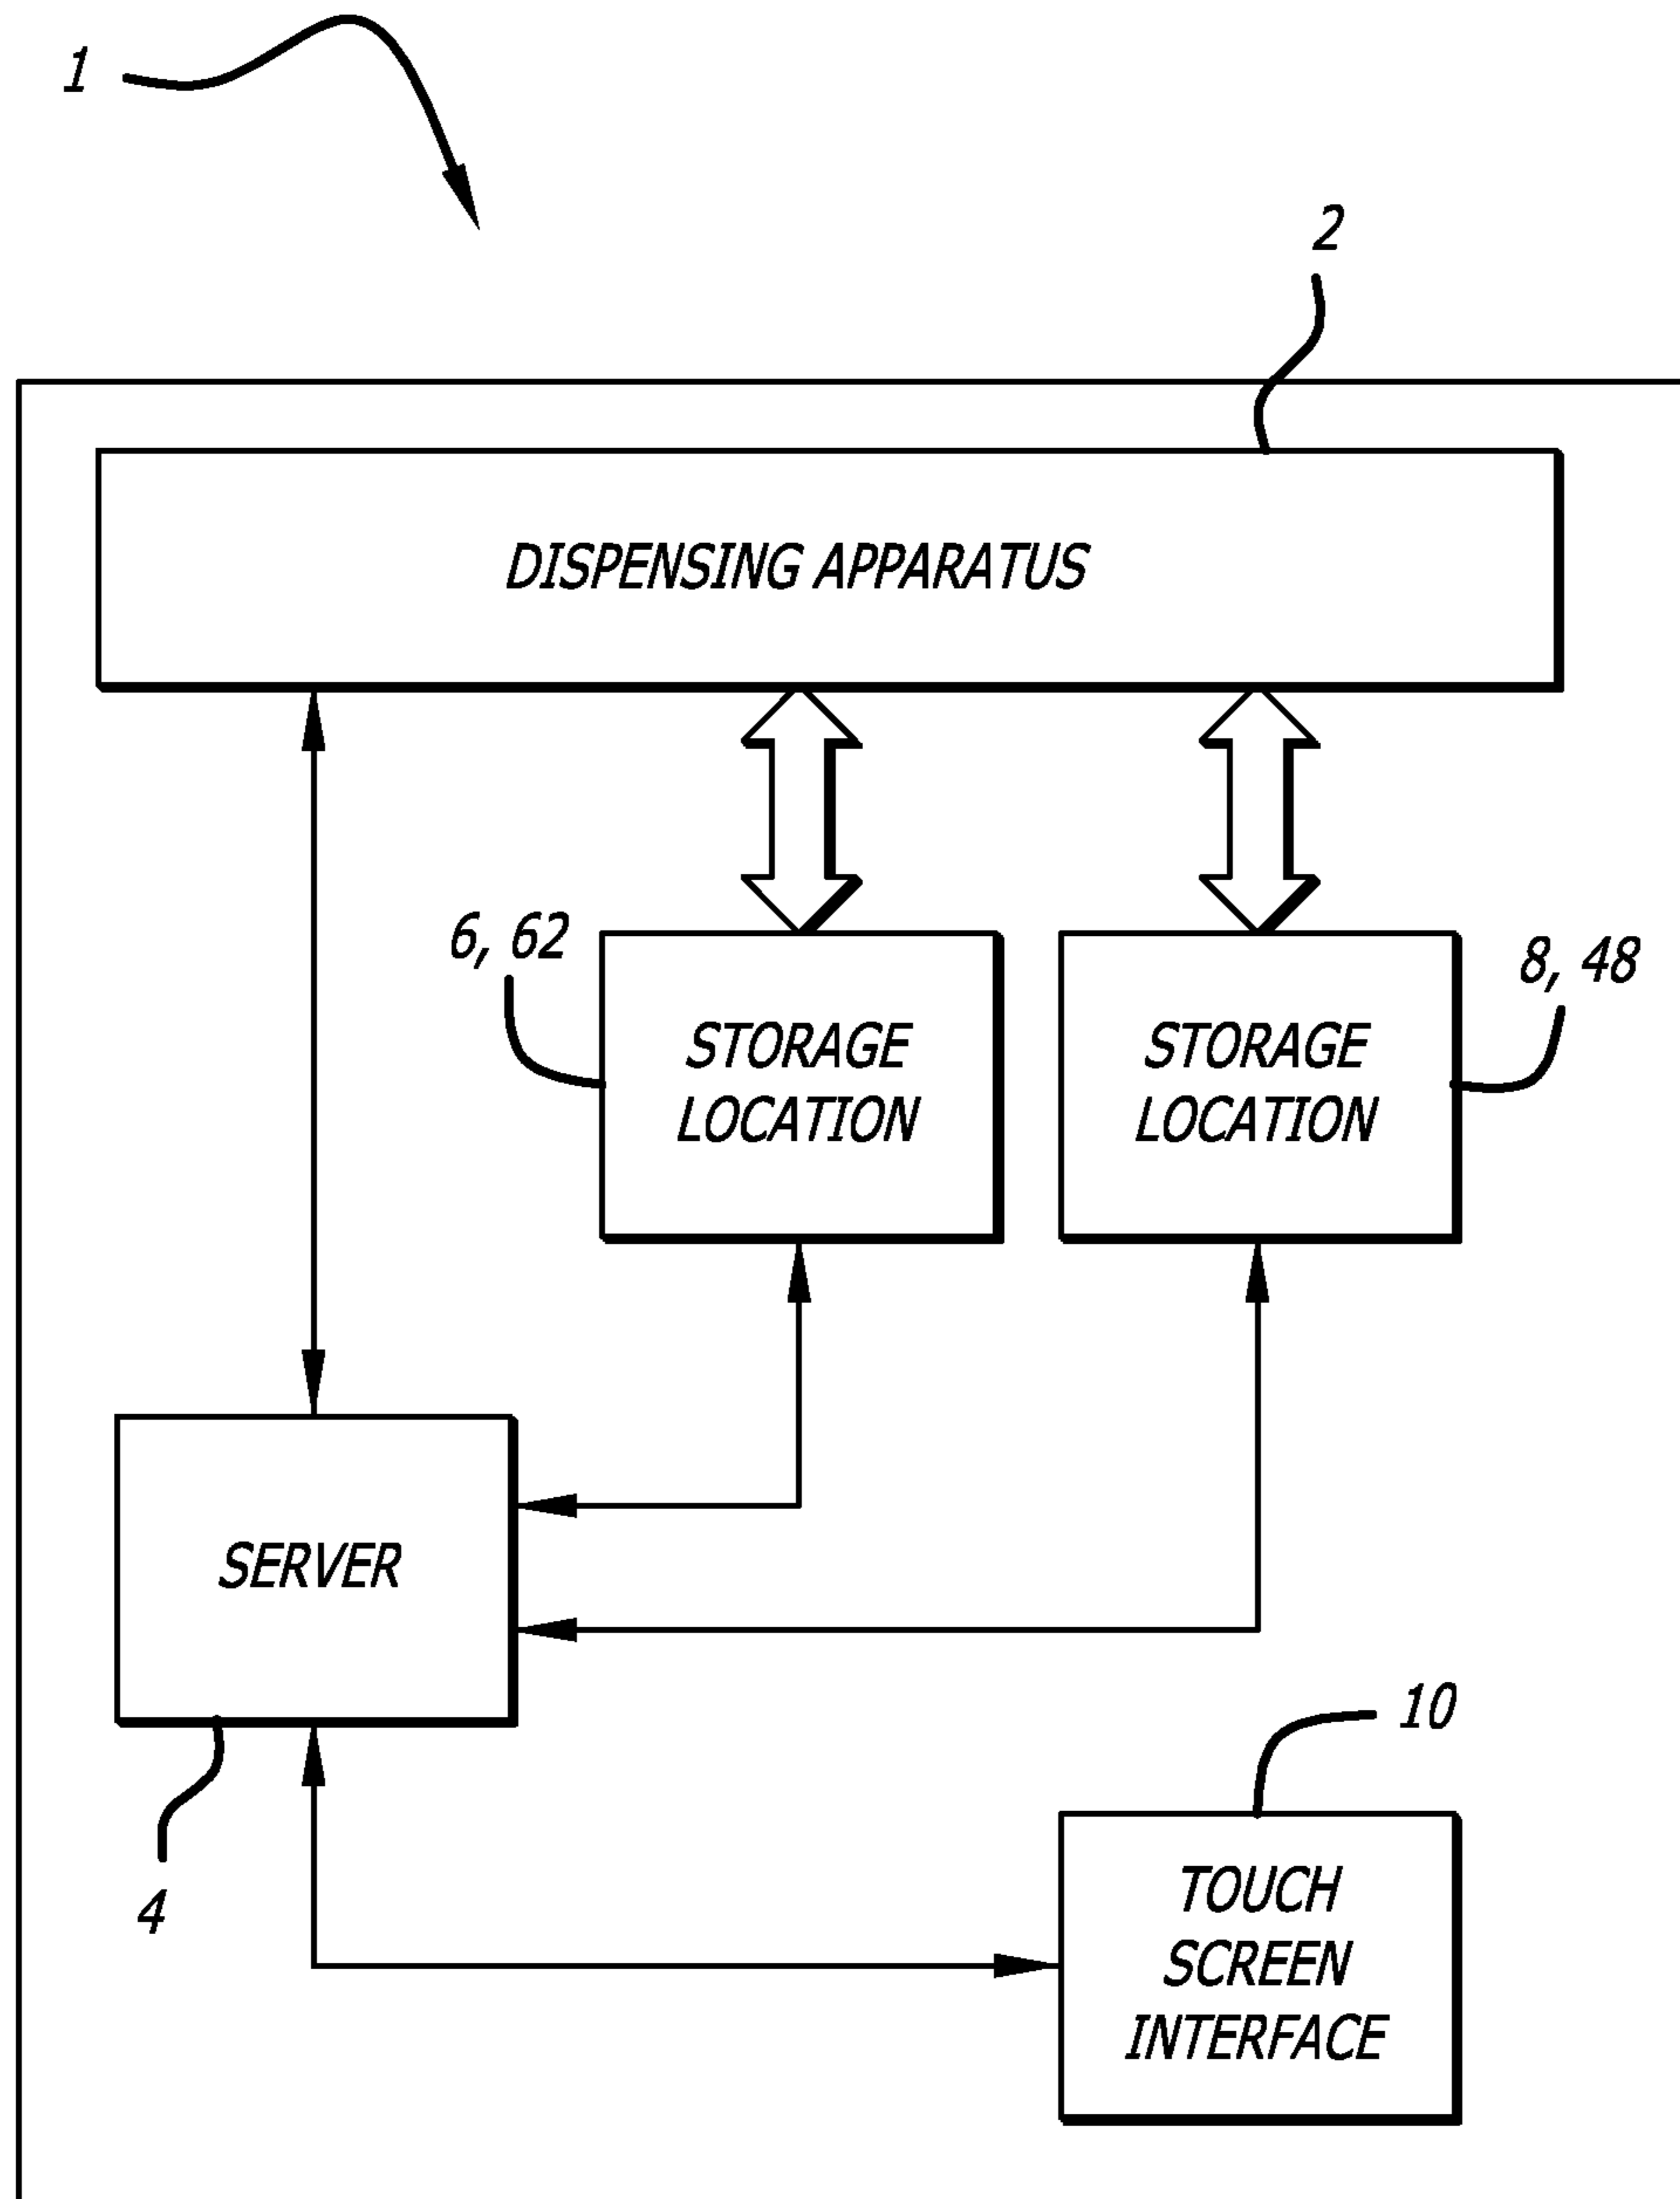 1
2
DISPENSING APPARATUS
6, 62
8, 48
STORAGE
LOCATION
STORAGE
LOCATION
SERVER
10
4
TOUCH
SCREEN
INTERFACE